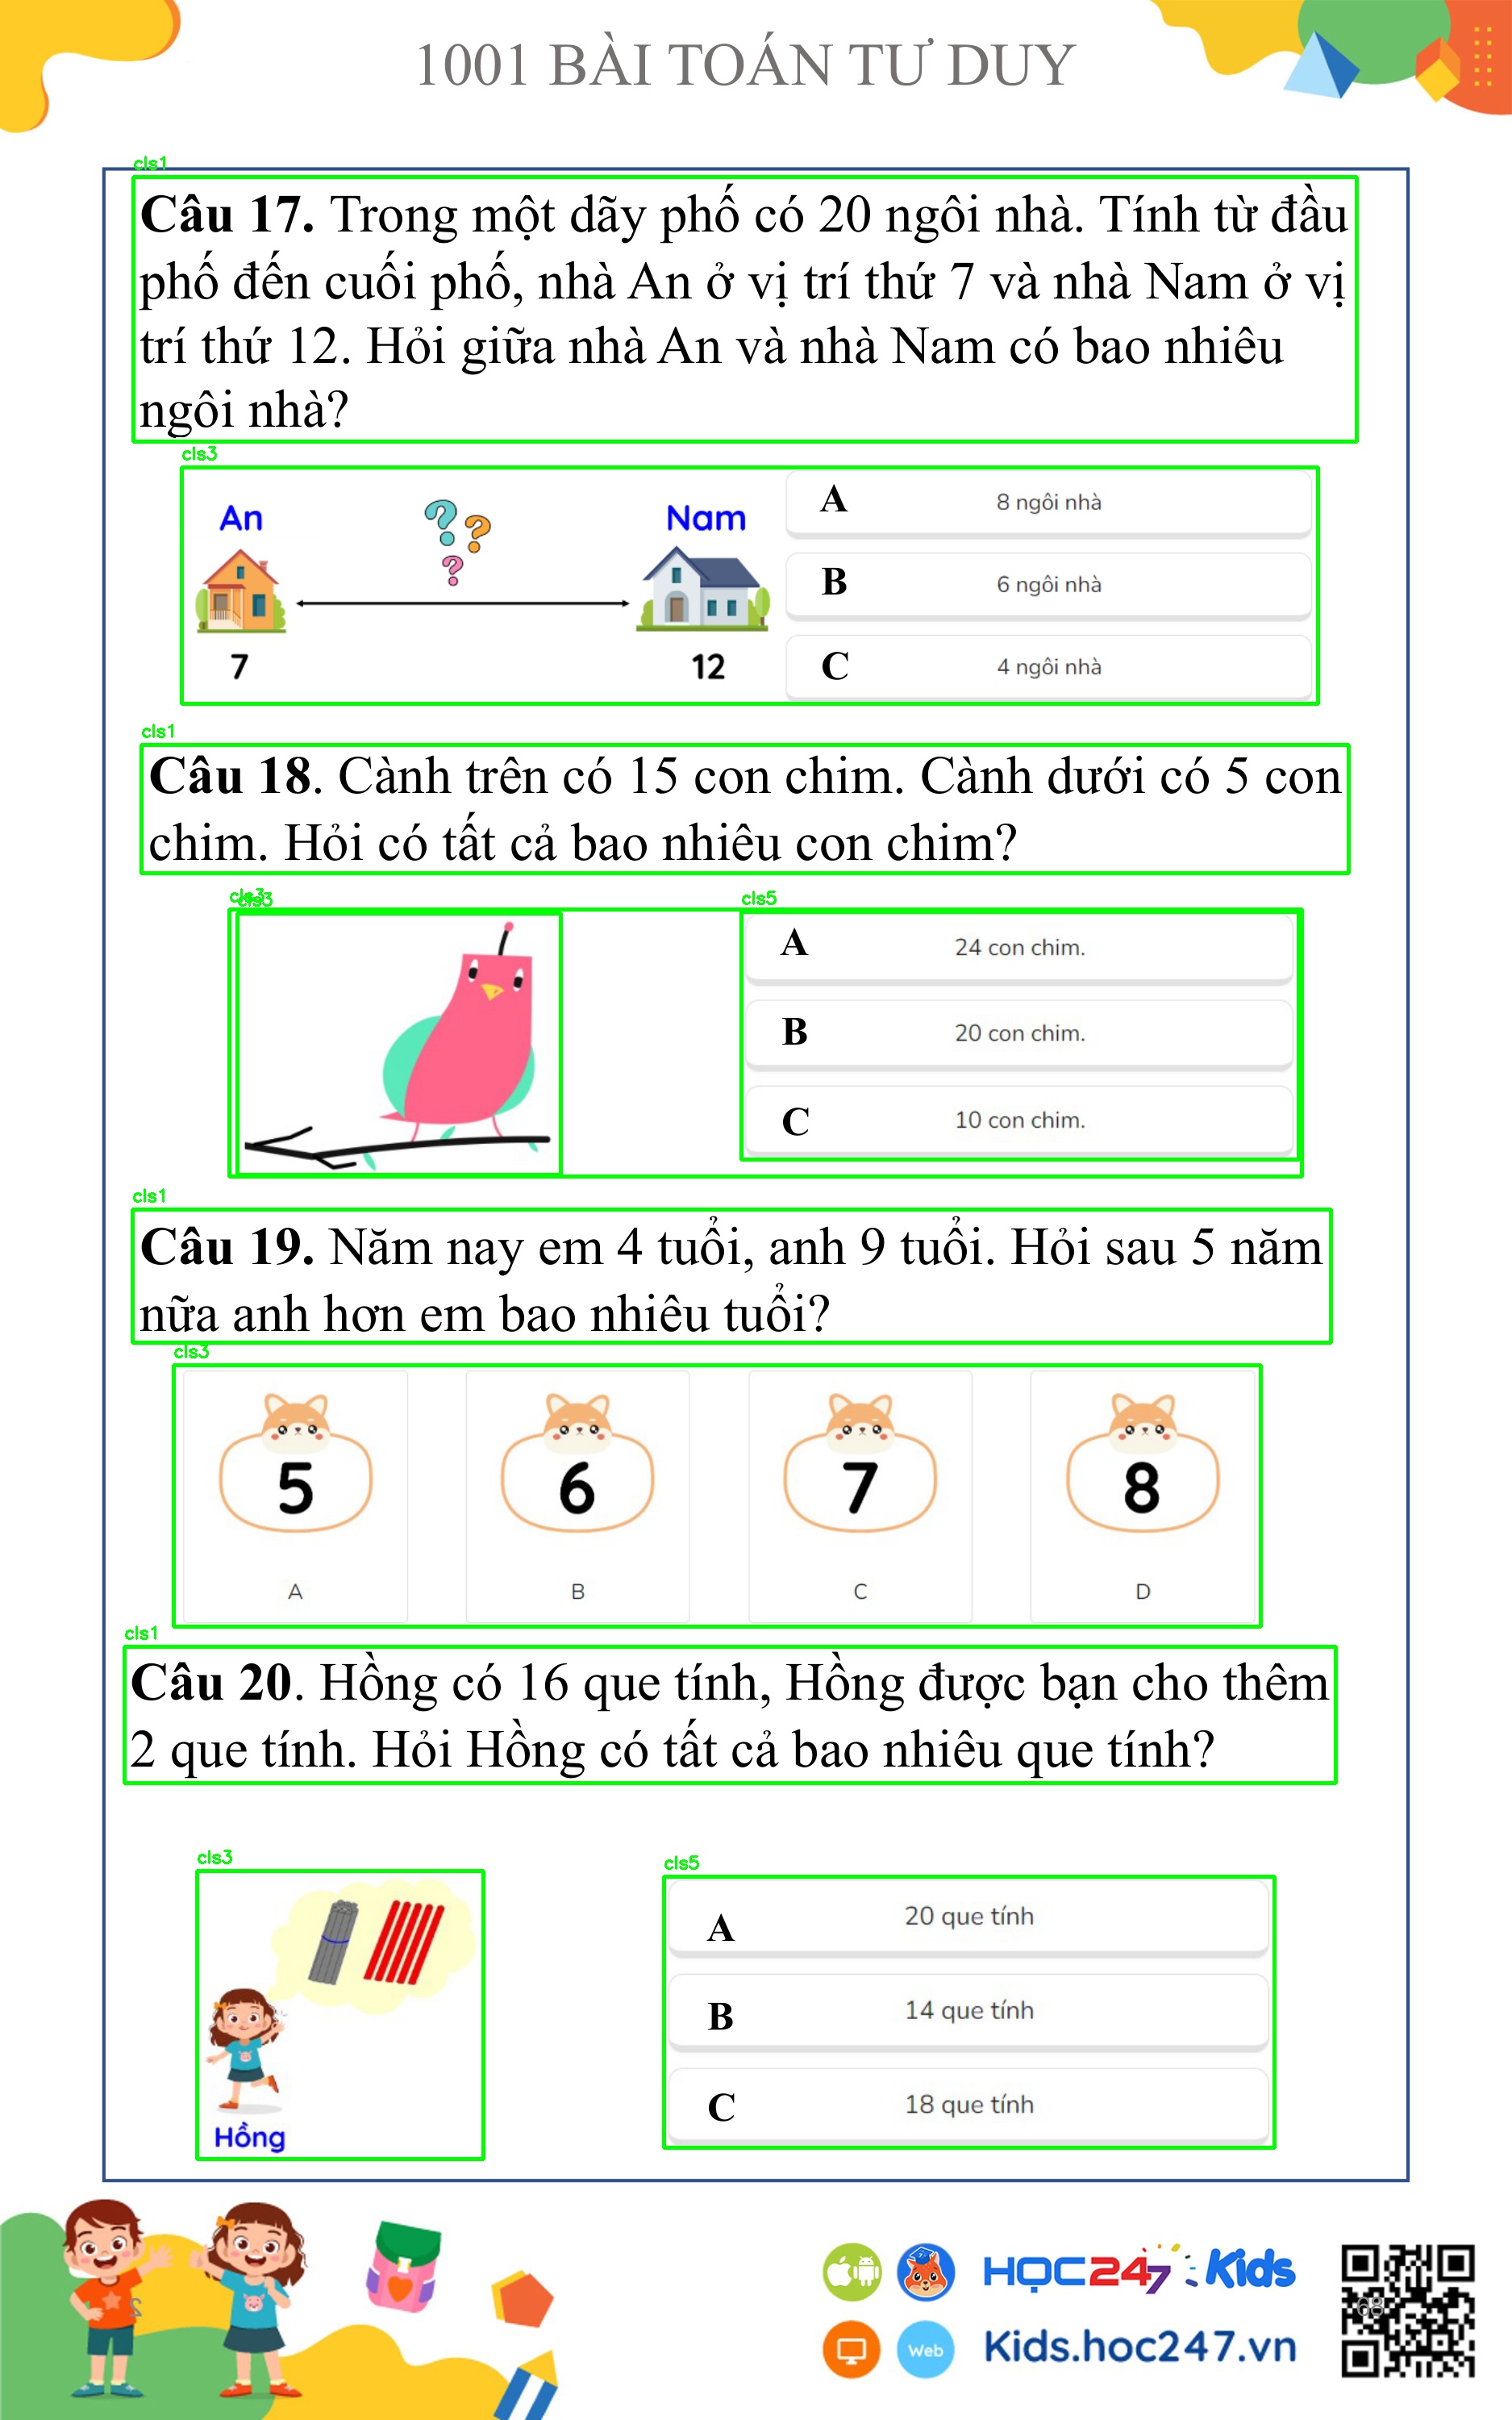 1001 BÀI TOÁN TƯ DUY
cls1
Câu 17. Trong một dãy phố có 20 ngôi nhà. Tính từ đầu
phố đến cuối phố, nhà An ở vị trí thứ 7 và nhà Nam ở vị
trí thứ 12. Hỏi giữa nhà An và nhà Nam có bao nhiêu
ngôi nhà?
cls3
An
? ? ?
Nam
7
12
A 8 ngôi nhà
B 6 ngôi nhà
C 4 ngôi nhà
cls1
Câu 18. Cành trên có 15 con chim. Cành dưới có 5 con
chim. Hỏi có tất cả bao nhiêu con chim?
cls3
cls3
cls5
A 24 con chim.
B 20 con chim.
C 10 con chim.
cls1
Câu 19. Năm nay em 4 tuổi, anh 9 tuổi. Hỏi sau 5 năm
nữa anh hơn em bao nhiêu tuổi?
cls3
5 6 7 8
A B C D
cls1
Câu 20. Hồng có 16 que tính, Hồng được bạn cho thêm
2 que tính. Hỏi Hồng có tất cả bao nhiêu que tính?
cls3
Hồng
cls5
A 20 que tính
B 14 que tính
C 18 que tính
HỌC247 Kids
Web
Kids.hoc247.vn
2
68